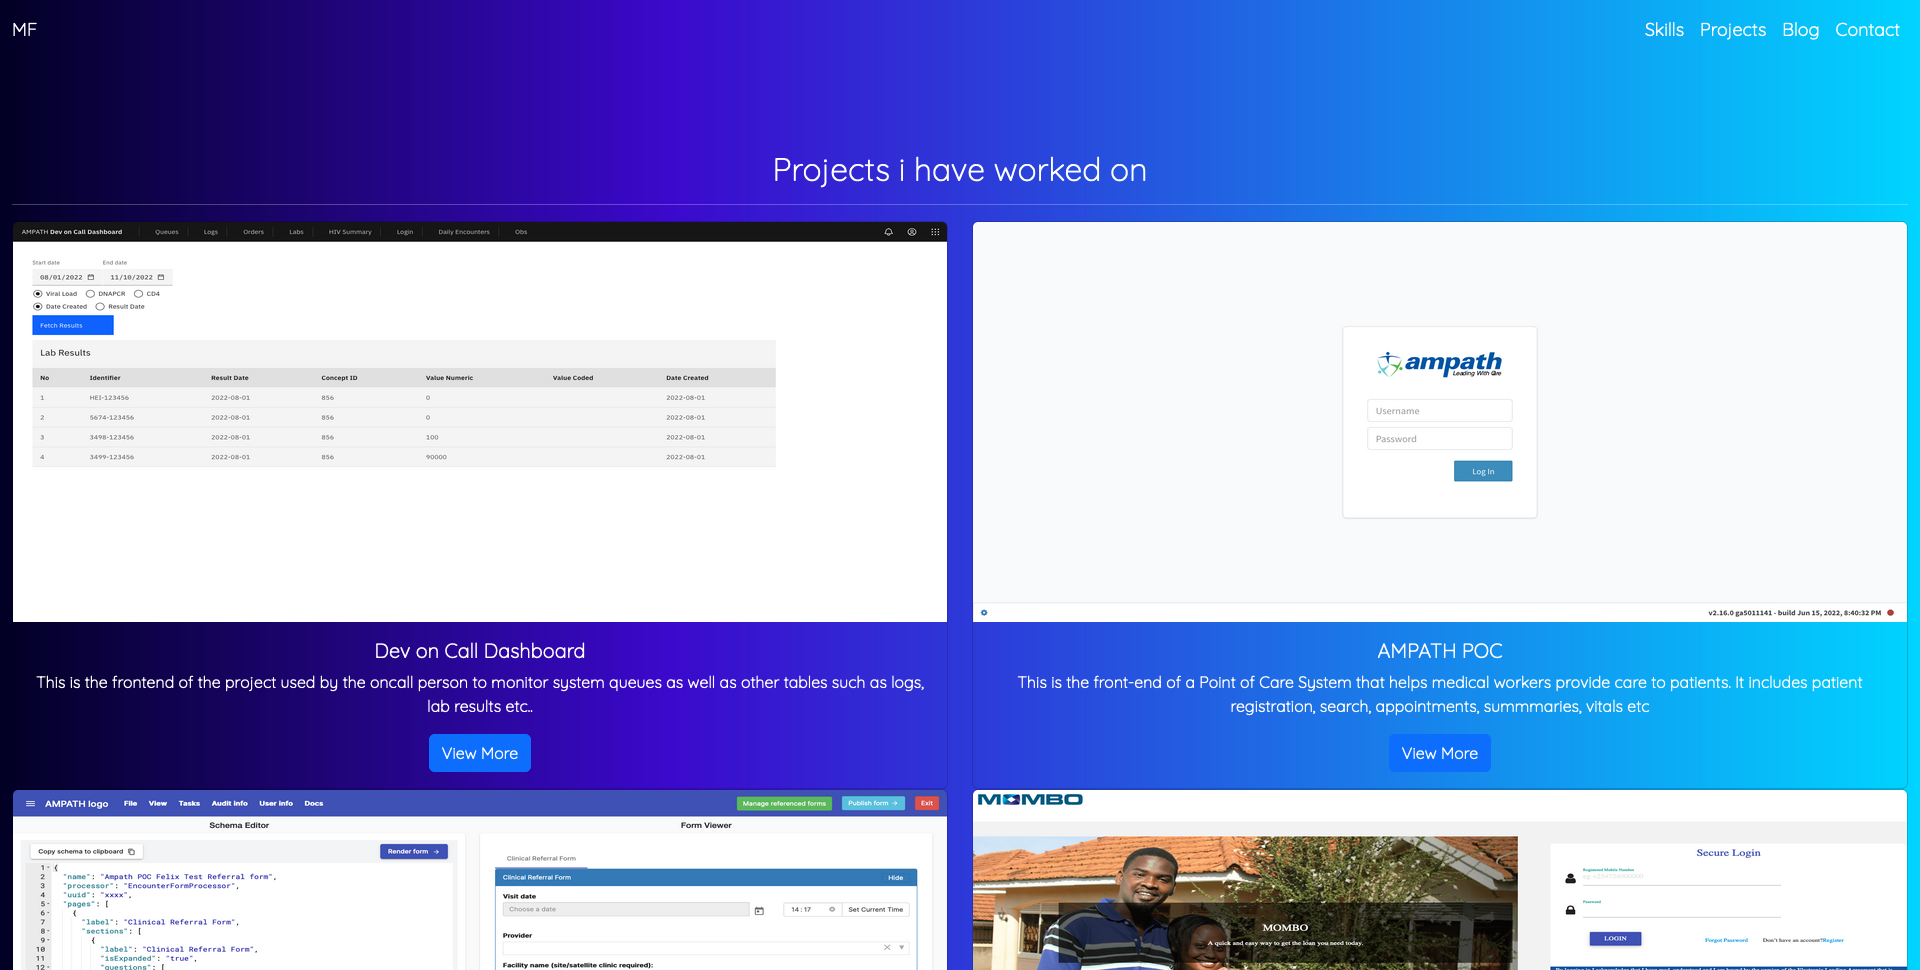 MF
Skills Projects Blog Contact
Projects i have worked on
AMPATH Dev on Call Dashboard Queues Logs Orders Labs HIV Summary Login Daily Encounters Obs
Start date End date
08/01/2022 11/10/2022
Viral Load DNAPCR CD4
Date Created Result Date
Fetch Results
Lab Results
No Identifier Result Date Concept ID Value Numeric Value Coded Date Created
1 HEI-123456 2022-08-01 856 0 2022-08-01
2 5674-123456 2022-08-01 856 0 2022-08-01
3 3498-123456 2022-08-01 856 100 2022-08-01
4 3499-123456 2022-08-01 856 90000 2022-08-01
ampath
Leading With Care
Username
Password
Log In
v2.16.0 ga5011141 - build Jun 15, 2022, 8:40:32 PM
Dev on Call Dashboard
This is the frontend of the project used by the oncall person to monitor system queues as well as other tables such as logs,
lab results etc..
View More
AMPATH POC
This is the front-end of a Point of Care System that helps medical workers provide care to patients. It includes patient
registration, search, appointments, summmaries, vitals etc
View More
AMPATH logo File View Tasks Audit info User info Docs Manage referenced forms Publish form Exit
Schema Editor
Form Viewer
Copy schema to clipboard
Render form
1 {
2 "name": "Ampath POC Felix Test Referral form",
3 "processor": "EncounterFormProcessor",
4 "uuid": "xxxx",
5 "pages": [
6 {
7 "label": "Clinical Referral Form",
8 "sections": [
9 {
10 "label": "Clinical Referral Form",
11 "isExpanded": "true",
12 "questions": [
Clinical Referral Form
Clinical Referral Form Hide
Visit date
Choose a date 14 : 17 Set Current Time
Provider
Facility name (site/satellite clinic required):
MOMBO
MOMBO
A quick and easy way to get the loan you need today.
Secure Login
Registered Mobile Number
Password
LOGIN
Forgot Password Don't have an account?Register